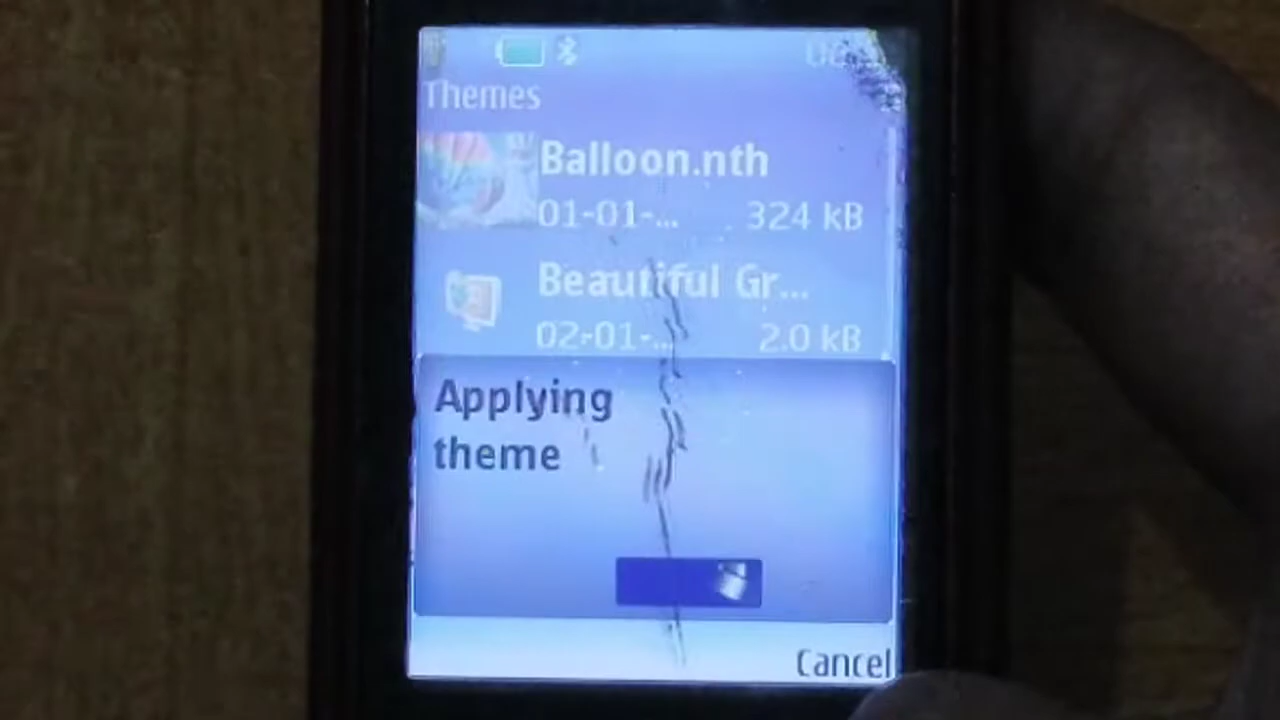 Themes
Balloon.nth
01-01-... 324 kB
Beautiful Gr...
02-01-... 2.0 kB
Applying
theme
Cancel